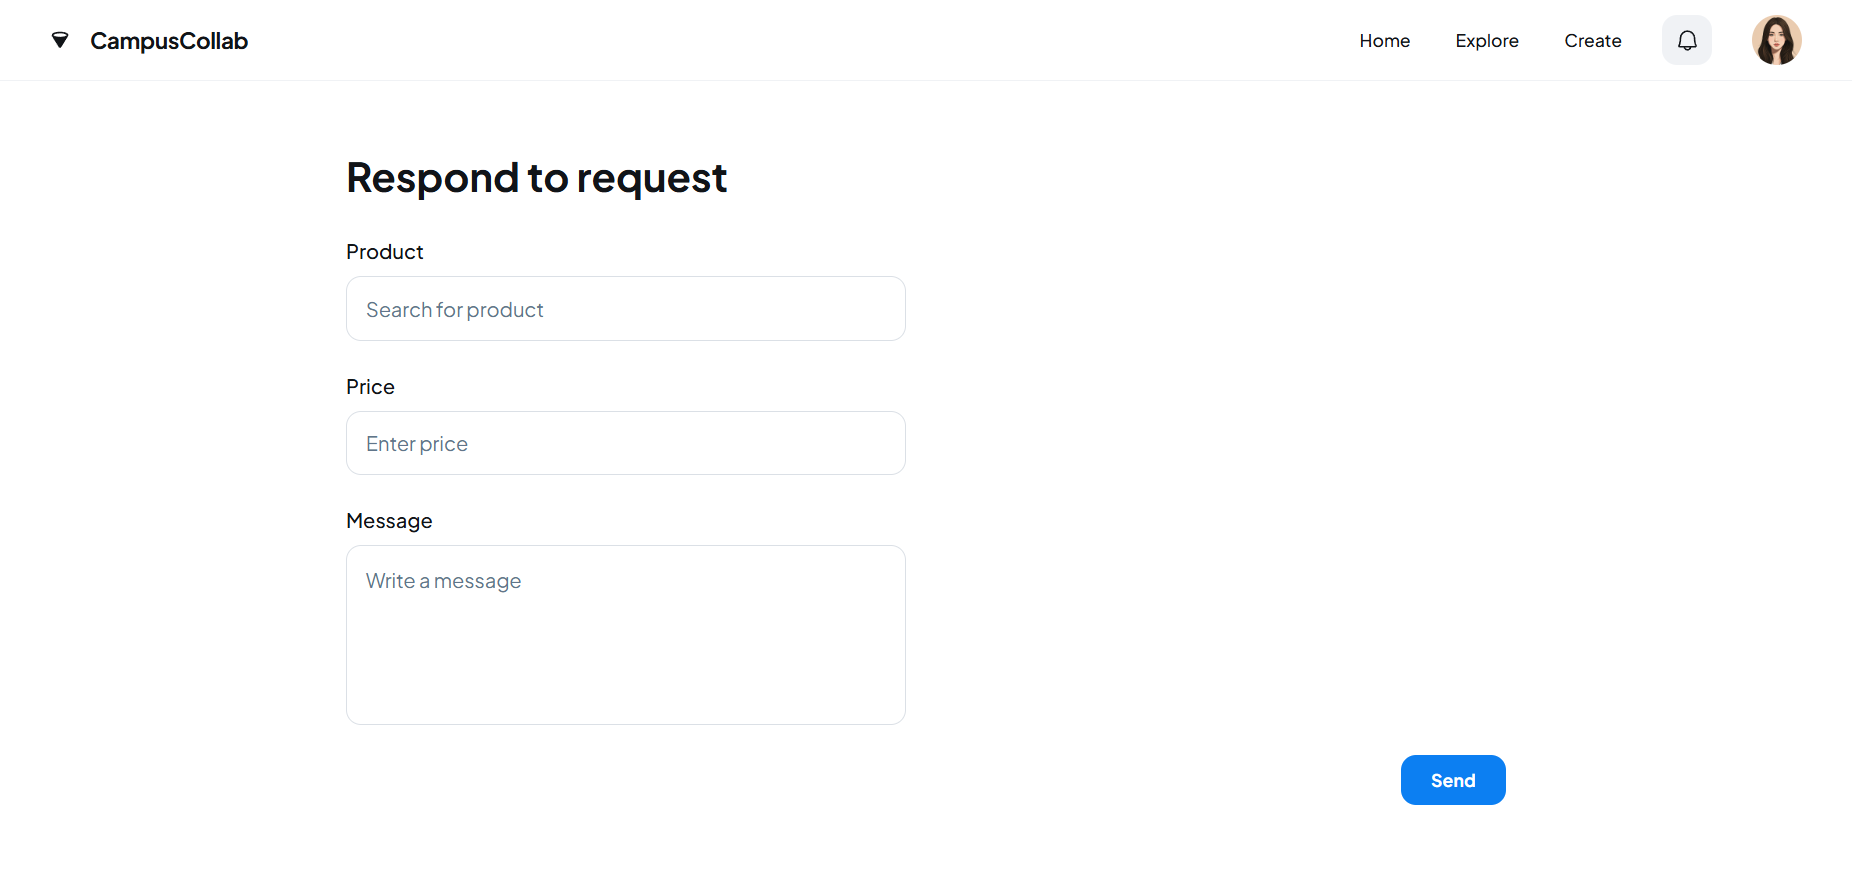 CampusCollab
Home Explore Create
Respond to request
Product
Search for product
Price
Enter price
Message
Write a message
Send